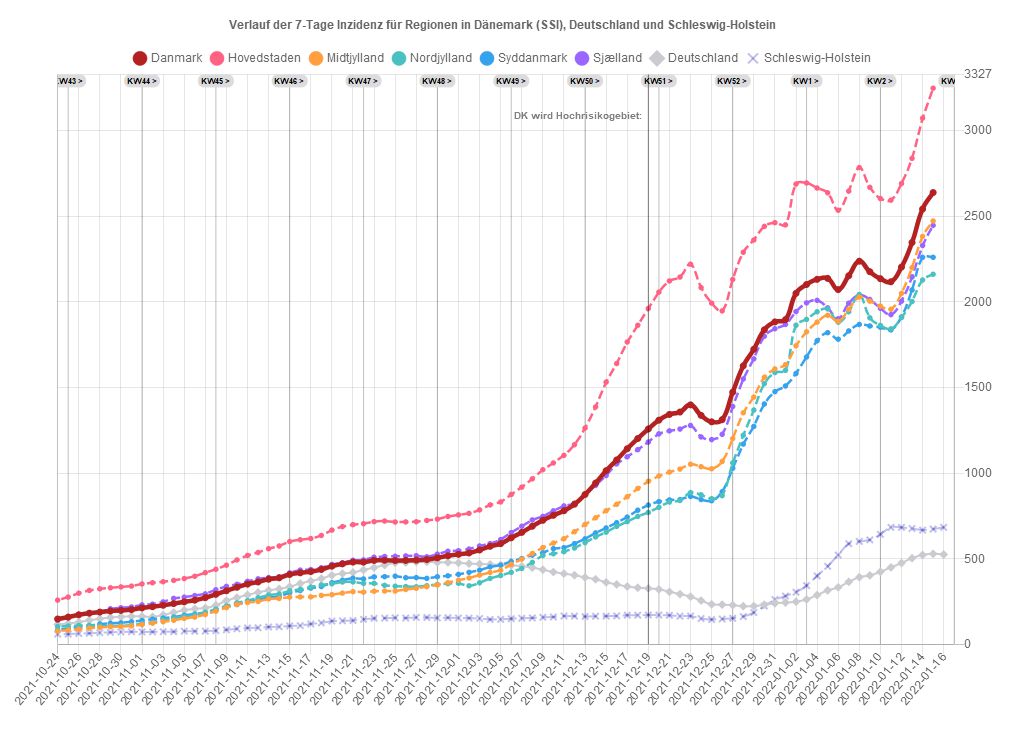 Verlauf der 7-Tage Inzidenz für Regionen in Dänemark (SSI), Deutschland und Schleswig-Holstein
Danmark Hovedstaden Midtjylland Nordjylland Syddanmark Sjælland Deutschland Schleswig-Holstein
KW43 > KW44 > KW45 > KW46 > KW47 > KW48 > KW49 > KW50 > KW51 > KW52 > KW1 > KW2 > KW
3327
DK wird Hochrisikogebiet:
3000
2500
2000
1500
1000
500
0
2021-10-24 2021-10-26 2021-10-28 2021-10-30 2021-11-01 2021-11-03 2021-11-05 2021-11-07 2021-11-09 2021-11-11 2021-11-13 2021-11-15 2021-11-17 2021-11-19 2021-11-21 2021-11-23 2021-11-25 2021-11-27 2021-11-29 2021-12-01 2021-12-03 2021-12-05 2021-12-07 2021-12-09 2021-12-11 2021-12-13 2021-12-15 2021-12-17 2021-12-19 2021-12-21 2021-12-23 2021-12-25 2021-12-27 2021-12-29 2021-12-31 2022-01-02 2022-01-04 2022-01-06 2022-01-08 2022-01-10 2022-01-12 2022-01-14 2022-01-16